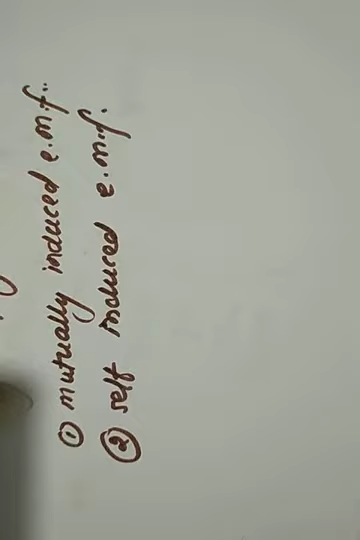 ① mutually induced e.m.f..
② self induced e.m.f.